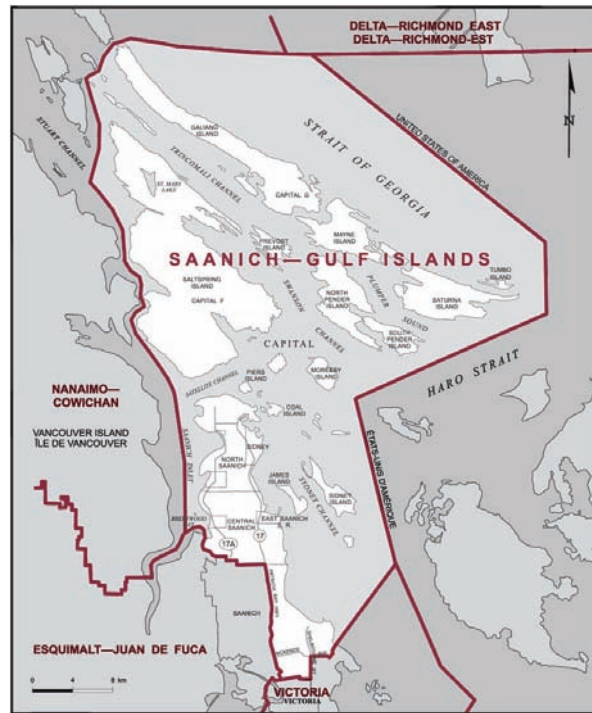 DELTA—RICHMOND EAST
DELTA—RICHMOND-EST
N
STUART CHANNEL
GALIANO
ISLAND
STRAIT OF GEORGIA
UNITED STATES OF AMERICA
TRINCOMALI CHANNEL
ST. MARY
LAKE
CAPITAL G
MAYNE
ISLAND
PREVOST
ISLAND
SAANICH—GULF ISLANDS
TUMBO
ISLAND
SALTSPRING
ISLAND
CAPITAL F
SWANSON
CHANNEL
NORTH
PENDER
ISLAND
PLUMPER
SOUND
SATURNA
ISLAND
SOUTH
PENDER
ISLAND
CAPITAL
HARO STRAIT
SATELLITE CHANNEL
PIERS
ISLAND
MORESBY
ISLAND
NANAIMO—
COWICHAN
COAL
ISLAND
VANCOUVER ISLAND
ÎLE DE VANCOUVER
SAANICH INLET
SIDNEY
NORTH
SAANICH
JAMES
ISLAND
SIDNEY
ISLAND
SYDNEY CHANNEL
ÉTATS-UNIS D'AMÉRIQUE
BRENTWOOD
CENTRAL
SAANICH
EAST SAANICH
17A
17
SAANICH
ESQUIMALT—JUAN DE FUCA
0 4 8 km
VICTORIA
VICTORIA